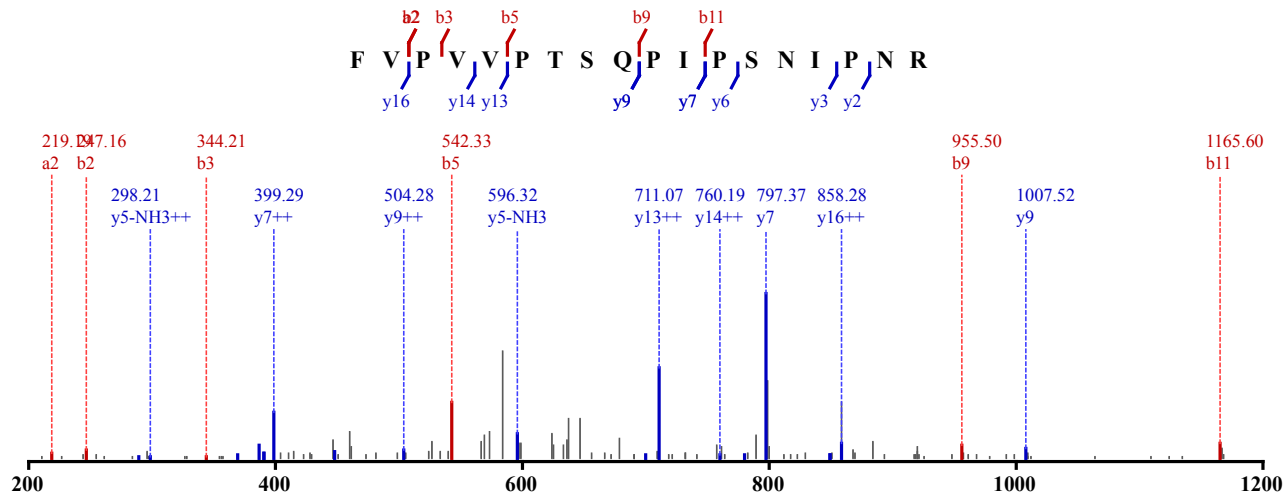 a2 b2 b3 b5 b9 b11
F V P V V P T S Q P I P S N I P N R
y16 y14 y13 y9 y7 y6 y3 y2
219.19 247.16 344.21 542.33 955.50 1165.60
a2 b2 b3 b5 b9 b11
298.21 399.29 504.28 596.32 711.07 760.19 797.37 858.28 1007.52
y5-NH3++ y7++ y9++ y5-NH3 y13++ y14++ y7 y16++ y9
200 400 600 800 1000 1200